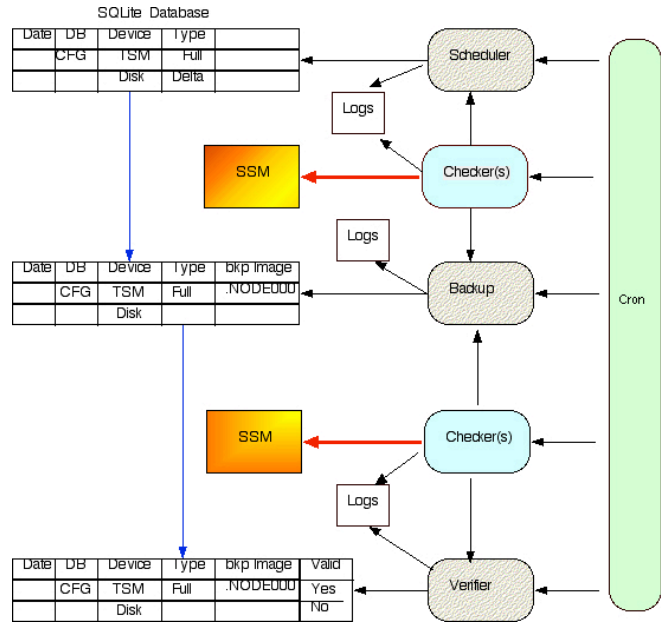 SQLite Database
Date DB Device Type
CFG TSM Full
Disk Delta
Scheduler
Logs
SSM
Checker(s)
Logs
Date DB Device Type bkp Image
CFG TSM Full .NODE000
Disk
Backup
Cron
SSM
Checker(s)
Logs
Date DB Device Type bkp Image Valid
CFG TSM Full .NODE000 Yes
Disk No
Verifier